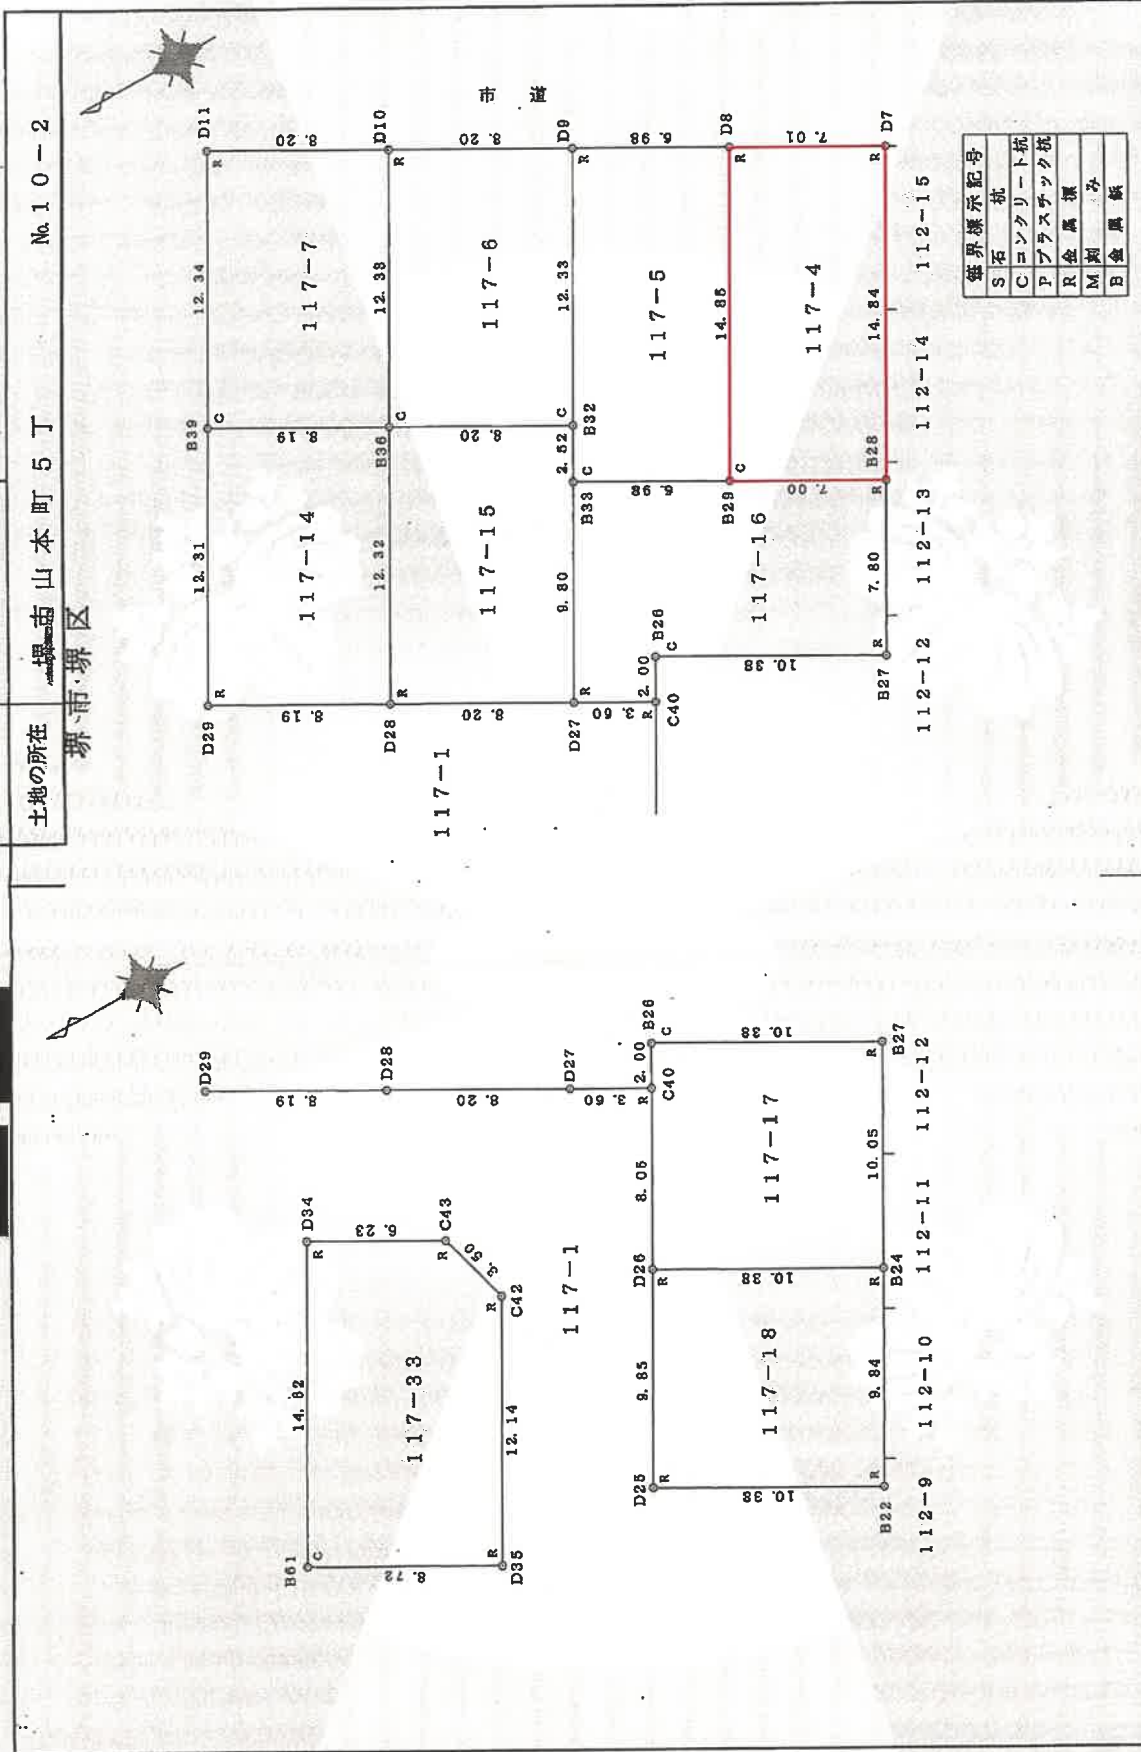 土地の所在 堺市山本町5丁 No.10-2
堺市堺区
D29 12.31 B39 12.34 D11
R C R
8.19 8.19 8.20
117-14 117-7
D28 12.32 B36 12.33 D10
R C R
8.20 8.20 8.20
117-15 117-6
市道
D27 9.80 B33 2.52 B32 12.33 D9
R C C R
3.60 6.98 6.98
117-1
117-5
C40 2.00 B26
R C
B29 14.85 D8
C R
117-16 117-4
10.38 7.00 7.01
B27 7.80 B28 14.84 D7
R R R
112-12 112-13 112-14 112-15
境界標示記号
S 石杭
C コンクリート杭
P プラスチック杭
R 金属標
M 刻み
B 金属鋲
D29
8.19
D28
8.20
D27
3.60
B61 14.82 D34
C R
8.72 117-33 6.23
C43
R
3.50
D35 12.14 C42
R R
117-1
D25 9.85 D26 8.05 C40 2.00 B26
R R R C
10.38 117-18 10.38 117-17 10.38
B22 9.84 B24 10.05 B27
R R R
112-9 112-10 112-11 112-12